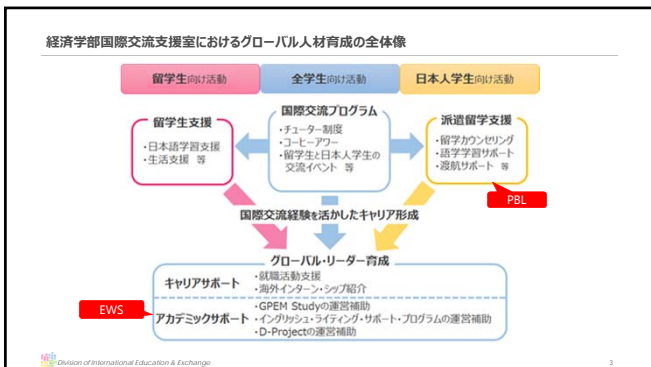 経済学部国際交流支援室におけるグローバル人材育成の全体像
留学生向け活動
全学生向け活動
日本人学生向け活動
留学生支援
・日本語学習支援
・生活支援 等
国際交流プログラム
・チューター制度
・コーヒーアワー
・留学生と日本人学生の
交流イベント 等
派遣留学支援
・留学カウンセリング
・語学学習サポート
・渡航サポート 等
PBL
国際交流経験を活かしたキャリア形成
グローバル・リーダー育成
キャリアサポート
・就職活動支援
・海外インターン・シップ紹介
EWS
アカデミックサポート
・GPEM Studyの運営補助
・イングリッシュ・ライティング・サポート・プログラムの運営補助
・D-Projectの運営補助
Division of International Education & Exchange
3